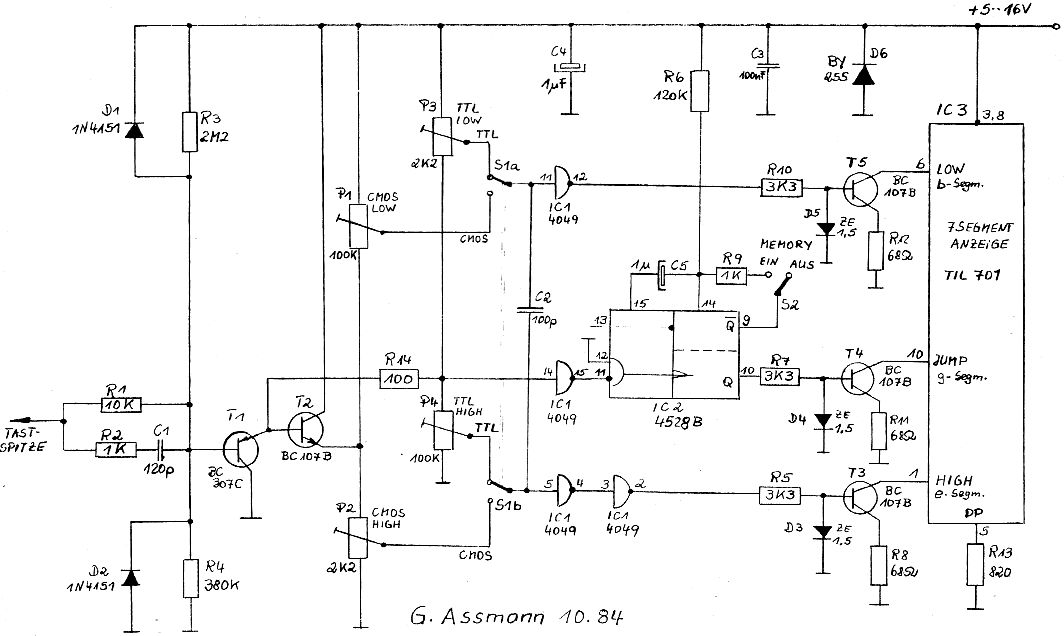 +5..16V
C4
1µF
R6
120K
C3
100nF
BY
255
D6
IC3
3,8
D1
1N4151
R3
2M2
P3
TTL
LOW
TTL
2K2
S1a
11
12
IC1
4049
R10
3K3
T5
BC
107B
6
LOW
b-Segm.
P1
CMOS
LOW
100K
CMOS
D5
ZE
1,5
R12
68Ω
7SEGMENT
ANZEIGE
TIL 701
MEMORY
EIN
AUS
1µ
C5
R9
1K
S2
C2
100p
15
14
13
Q
9
12
11
Q
10
IC2
4528B
R14
100
14
15
IC1
4049
R7
3K3
T4
BC
107B
10
JUMP
g-Segm.
D4
ZE
1,5
R11
68Ω
R1
10K
R2
1K
C1
120p
TAST-
SPITZE
T1
BC
307C
T2
BC107B
P4
TTL
HIGH
TTL
100K
S1b
5
4
IC1
4049
3
2
IC1
4049
R5
3K3
T3
BC
107B
1
HIGH
e-Segm.
DP
5
P2
CMOS
HIGH
2K2
CMOS
D3
ZE
1,5
R8
68Ω
R13
820
D2
1N4151
R4
380K
G. Assmann 10.84